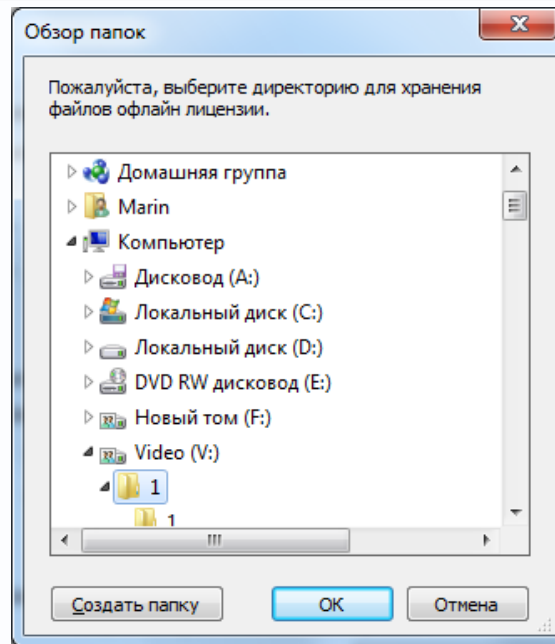 Обзор папок
Пожалуйста, выберите директорию для хранения
файлов офлайн лицензии.
Домашняя группа
Marin
Компьютер
Дисковод (A:)
Локальный диск (C:)
Локальный диск (D:)
DVD RW дисковод (E:)
Новый том (F:)
Video (V:)
1
1
Создать папку
ОК
Отмена